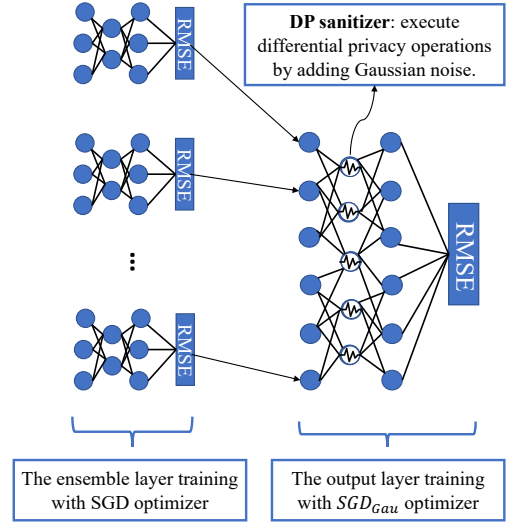 DP sanitizer: execute
differential privacy operations
by adding Gaussian noise.
RMSE
RMSE
RMSE
RMSE
The ensemble layer training
with SGD optimizer
The output layer training
with SGD_Gau optimizer